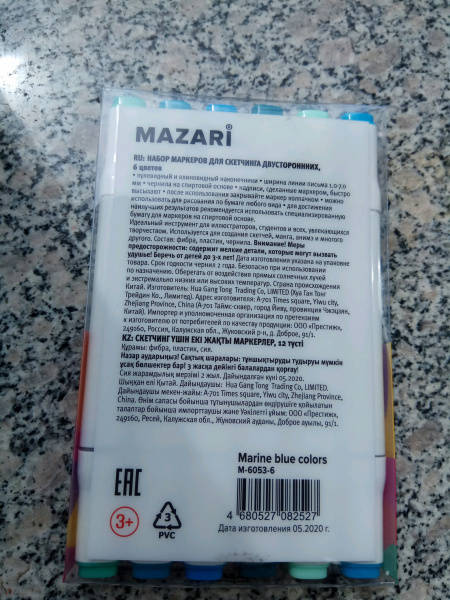 MAZARI
RU: НАБОР МАРКЕРОВ ДЛЯ СКЕТЧИНГА ДВУСТОРОННИХ,
6 цветов
• пулевидный и клиновидный наконечники • ширина линии письма 1.0-7.0
мм • чернила на спиртовой основе • надписи, сделанные маркером, быстро
высыхают • после использования закрывайте маркер колпачком • можно
использовать для рисования по бумаге любого вида • для достижения
наилучших результатов рекомендуется использовать специализированную
бумагу для маркеров на спиртовой основе.
Идеальный инструмент для иллюстраторов, студентов и всех, увлекающихся
творчеством. Используется для создания скетчей, манга, анимэ и многого
другого. Состав: фибра, пластик, чернила. Внимание! Меры
предосторожности: содержит мелкие детали, которые могут вызвать
удушье! Беречь от детей до 3-х лет! Дата изготовления указана на упаковке
товара. Срок годности чернил 2 года. Безопасно при использовании
по назначению. Оберегать от воздействия прямых солнечных лучей
и экстремально низких или высоких температур. Страна происхождения
Китай. Изготовитель: Hua Gang Tong Trading Co, LIMITED (Хуа Ган Тонг
Трейдин Ко., Лимитед). Адрес изготовителя: A-701 Times square, Yiwu city,
Zhejiang Province, China (А-701 Таймс-сквер, город Йиву, провинция Чжэцзян,
Китай). Импортер и уполномоченная организация по претензиям
к изготовителю от потребителей по качеству продукции: ООО «Престиж»,
249160, Россия, Калужская обл., Жуковский р-н, д. Доброе, 91/1.
KZ: СКЕТЧИНГ ҮШІН ЕКІ ЖАҚТЫ МАРКЕРЛЕР, 12 түсті
Құрамы: фибра, пластик, сия.
Назар аударыңыз! Сақтық шаралары: тұншықтыруды тудыруы мүмкін
ұсақ бөлшектер бар! 3 жасқа дейінгі балалардан қорғау!
Сия жарамдылық мерзімі 2 жыл. Дайындалған күні 05.2020.
Шыққан елі Қытай. Дайындаушы: Hua Gang Tong Trading Co, LIMITED.
Дайындаушы мекен-жайы: A-701 Times square, Yiwu city, Zhejiang Province,
China. Өнім сапасы бойынша тұтынушылардан өндірушіге қойылатын
талаптар бойынша импорттаушы және Уәкілетті ұйым: ООО «Престиж»,
249160, Ресей, Калужская обл., Жуковский ауданы, Доброе ауылы, 91/1.
Marine blue colors
M-6053-6
EAC
3+
3
PVC
4 680527 082527
Дата изготовления 05.2020 г.